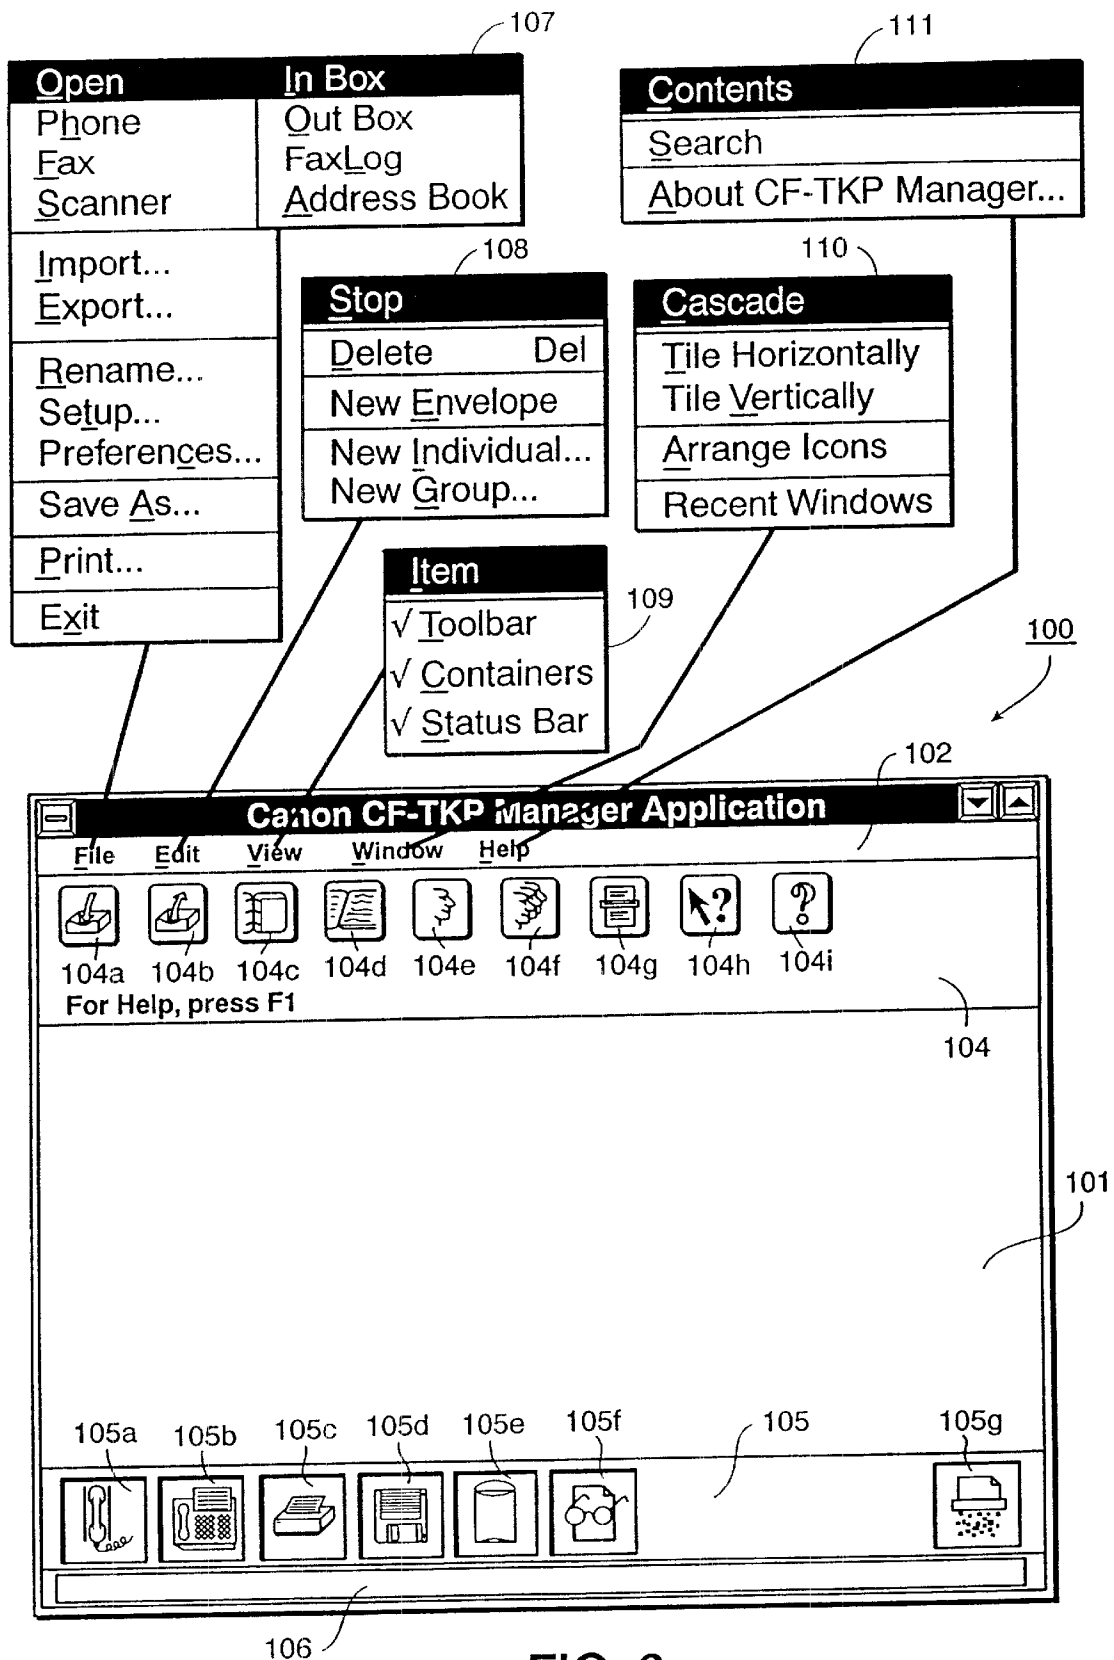 107
111
Open
In Box
Phone
Out Box
Fax
FaxLog
Scanner
Address Book
Import...
Export...
Rename...
Setup...
Preferences...
Save As...
Print...
Exit
Contents
Search
About CF-TKP Manager...
108
Stop
Delete Del
New Envelope
New Individual...
New Group...
110
Cascade
Tile Horizontally
Tile Vertically
Arrange Icons
Recent Windows
Item
√ Toolbar
√ Containers
√ Status Bar
109
100
102
Canon CF-TKP Manager Application
File Edit View Window Help
?
?
104a 104b 104c 104d 104e 104f 104g 104h 104i
For Help, press F1
104
101
105a 105b 105c 105d 105e 105f 105 105g
106